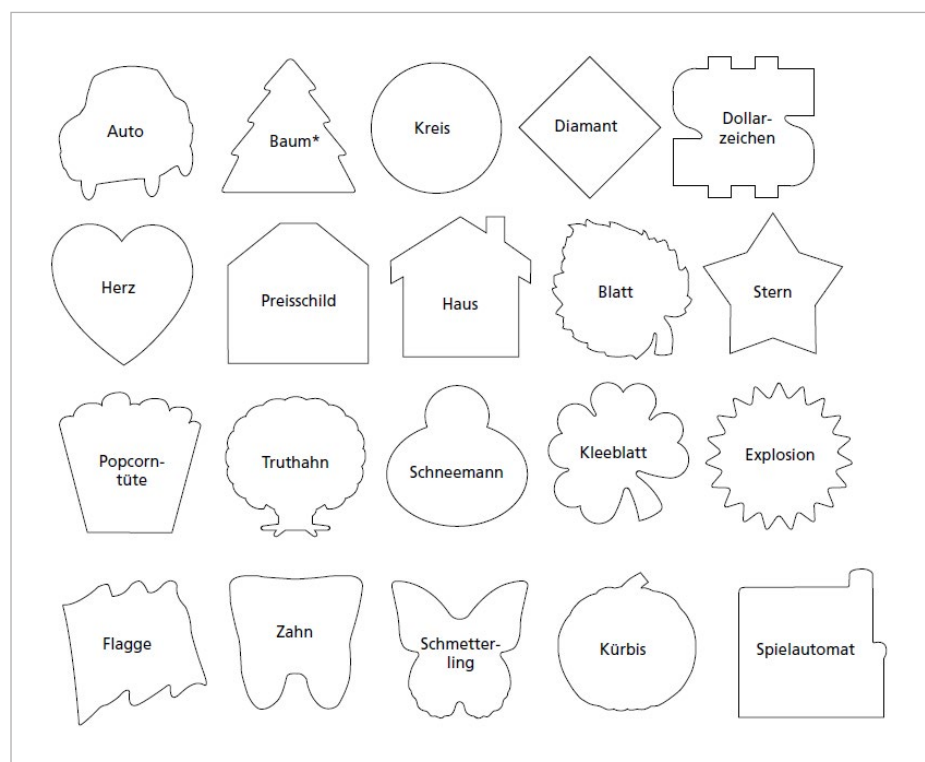 Auto
Baum*
Kreis
Diamant
Dollar-
zeichen
Herz
Preisschild
Haus
Blatt
Stern
Popcorn-
tüte
Truthahn
Schneemann
Kleeblatt
Explosion
Flagge
Zahn
Schmetter-
ling
Kürbis
Spielautomat